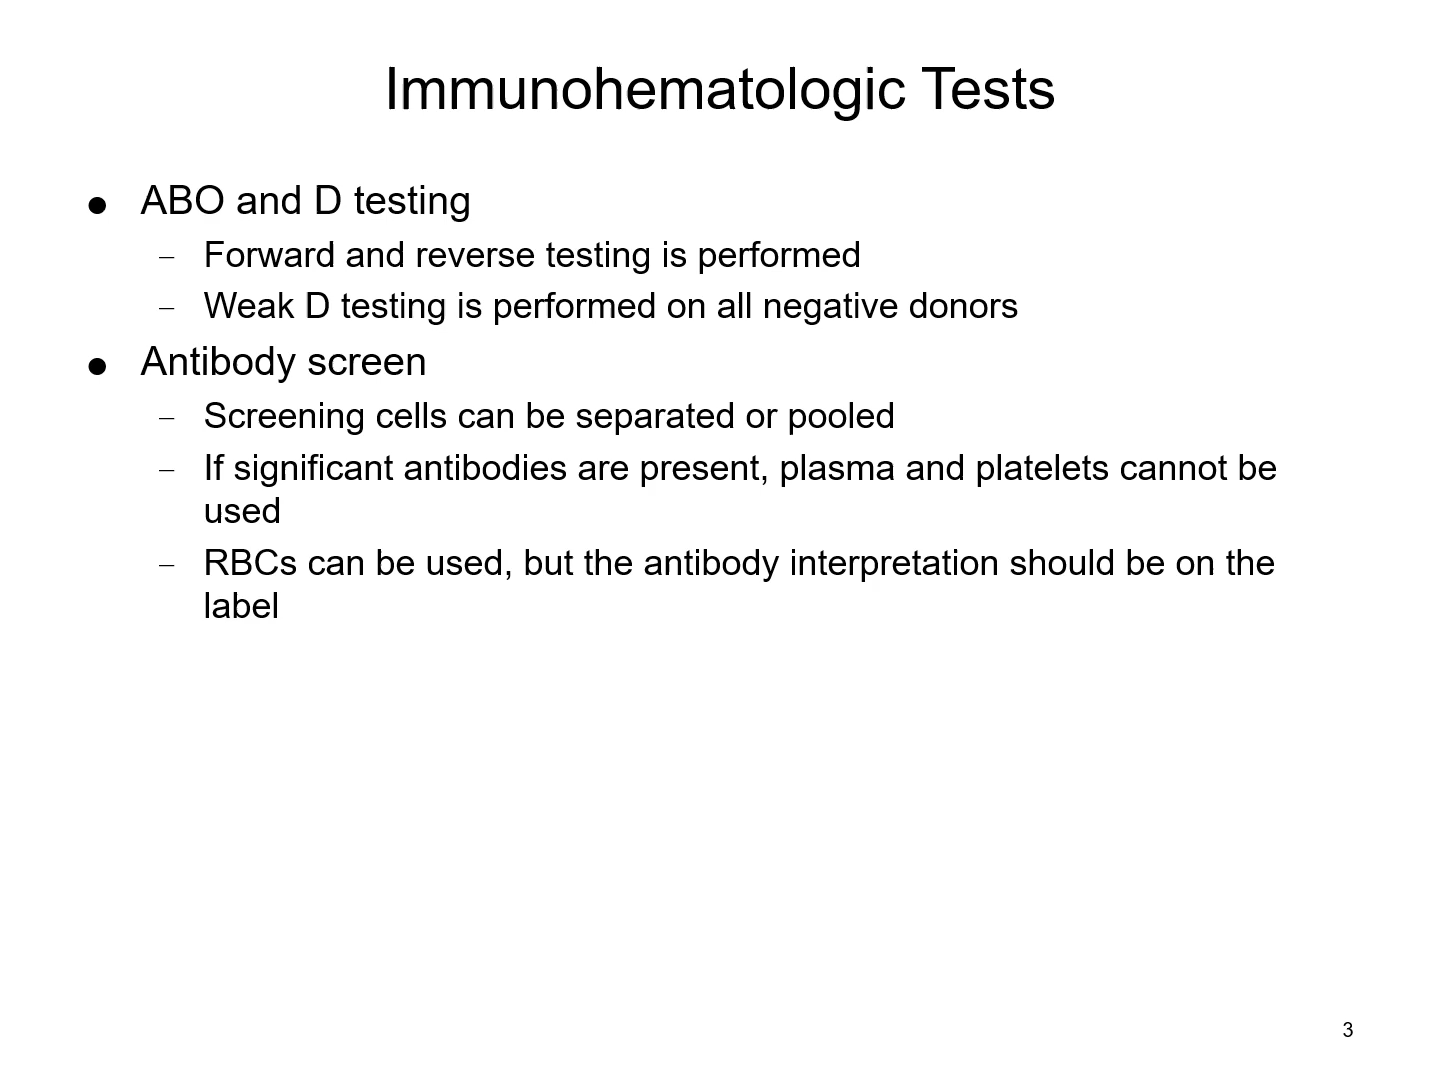 Immunohematologic Tests
● ABO and D testing
– Forward and reverse testing is performed
– Weak D testing is performed on all negative donors
● Antibody screen
– Screening cells can be separated or pooled
– If significant antibodies are present, plasma and platelets cannot be
used
– RBCs can be used, but the antibody interpretation should be on the
label
3